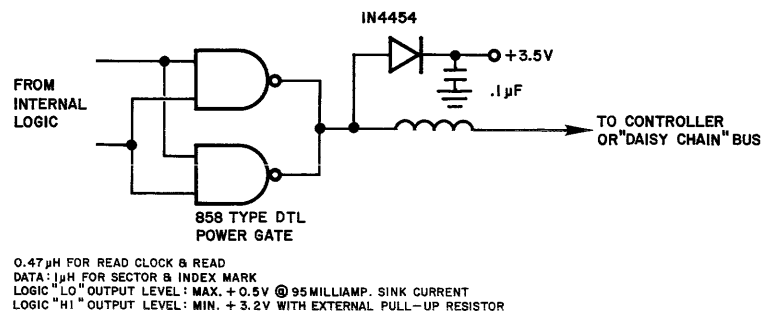 IN4454
+3.5V
.1µF
FROM
INTERNAL
LOGIC
TO CONTROLLER
OR"DAISY CHAIN" BUS
858 TYPE DTL
POWER GATE
0.47µH FOR READ CLOCK & READ
DATA: 1µH FOR SECTOR & INDEX MARK
LOGIC "LO" OUTPUT LEVEL: MAX. + 0.5V @ 95 MILLIAMP. SINK CURRENT
LOGIC "HI" OUTPUT LEVEL: MIN. + 3.2V WITH EXTERNAL PULL-UP RESISTOR